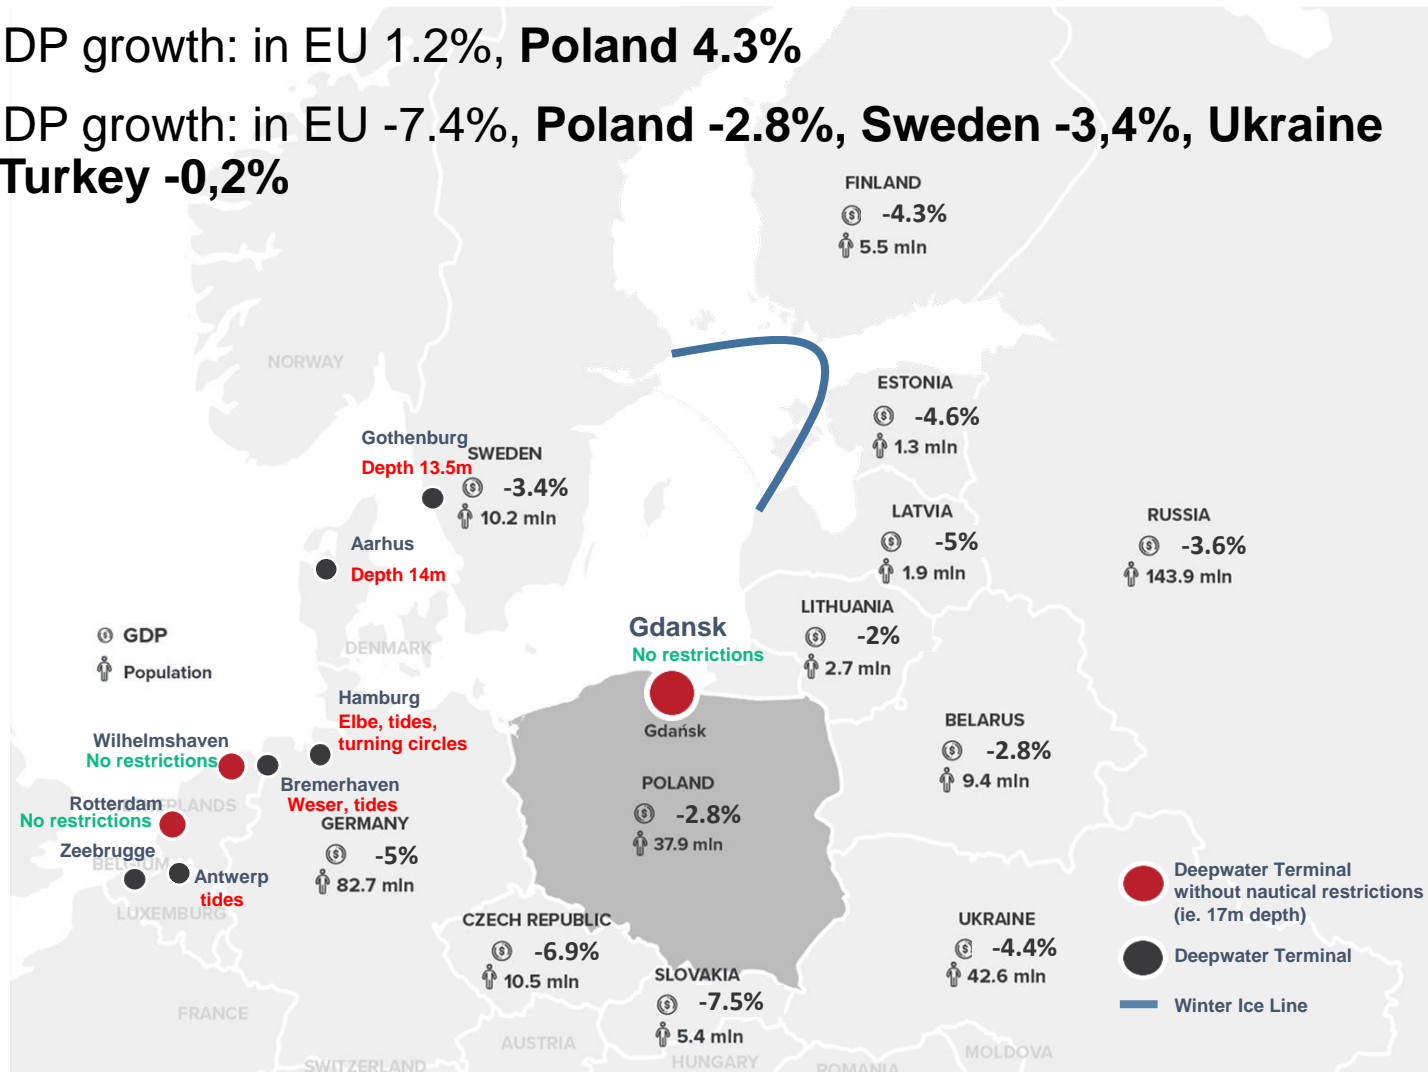 DP growth: in EU 1.2%, Poland 4.3%
DP growth: in EU -7.4%, Poland -2.8%, Sweden -3,4%, Ukraine
Turkey -0,2%
FINLAND
-4.3%
5.5 mln
NORWAY
ESTONIA
-4.6%
1.3 mln
Gothenburg
Depth 13.5m
SWEDEN
-3.4%
10.2 mln
LATVIA
-5%
1.9 mln
RUSSIA
-3.6%
143.9 mln
Aarhus
Depth 14m
LITHUANIA
-2%
2.7 mln
GDP
Population
DENMARK
Gdansk
No restrictions
Gdańsk
Hamburg
Elbe, tides,
turning circles
Wilhelmshaven
No restrictions
Bremerhaven
Weser, tides
BELARUS
-2.8%
9.4 mln
POLAND
-2.8%
37.9 mln
Rotterdam
NETHERLANDS
No restrictions
GERMANY
-5%
82.7 mln
Zeebrugge
BELGIUM
Antwerp
tides
LUXEMBURG
Deepwater Terminal
without nautical restrictions
(ie. 17m depth)
Deepwater Terminal
Winter Ice Line
CZECH REPUBLIC
-6.9%
10.5 mln
UKRAINE
-4.4%
42.6 mln
SLOVAKIA
-7.5%
5.4 mln
FRANCE
AUSTRIA
SWITZERLAND
HUNGARY
MOLDOVA
ROMANIA